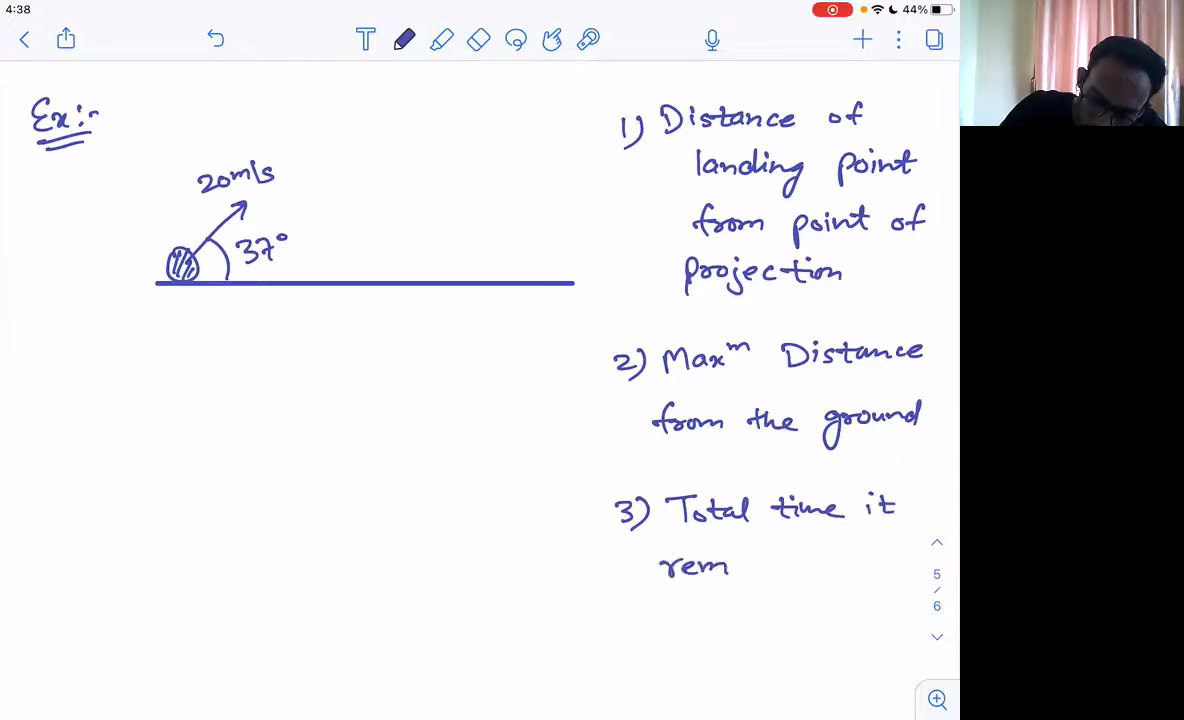 4:38
44%
Ex:-
20m/s
37°
1) Distance of
landing point
from point of
projection
2) Maxᵐ Distance
from the ground
3) Total time it
rem
5
/
6